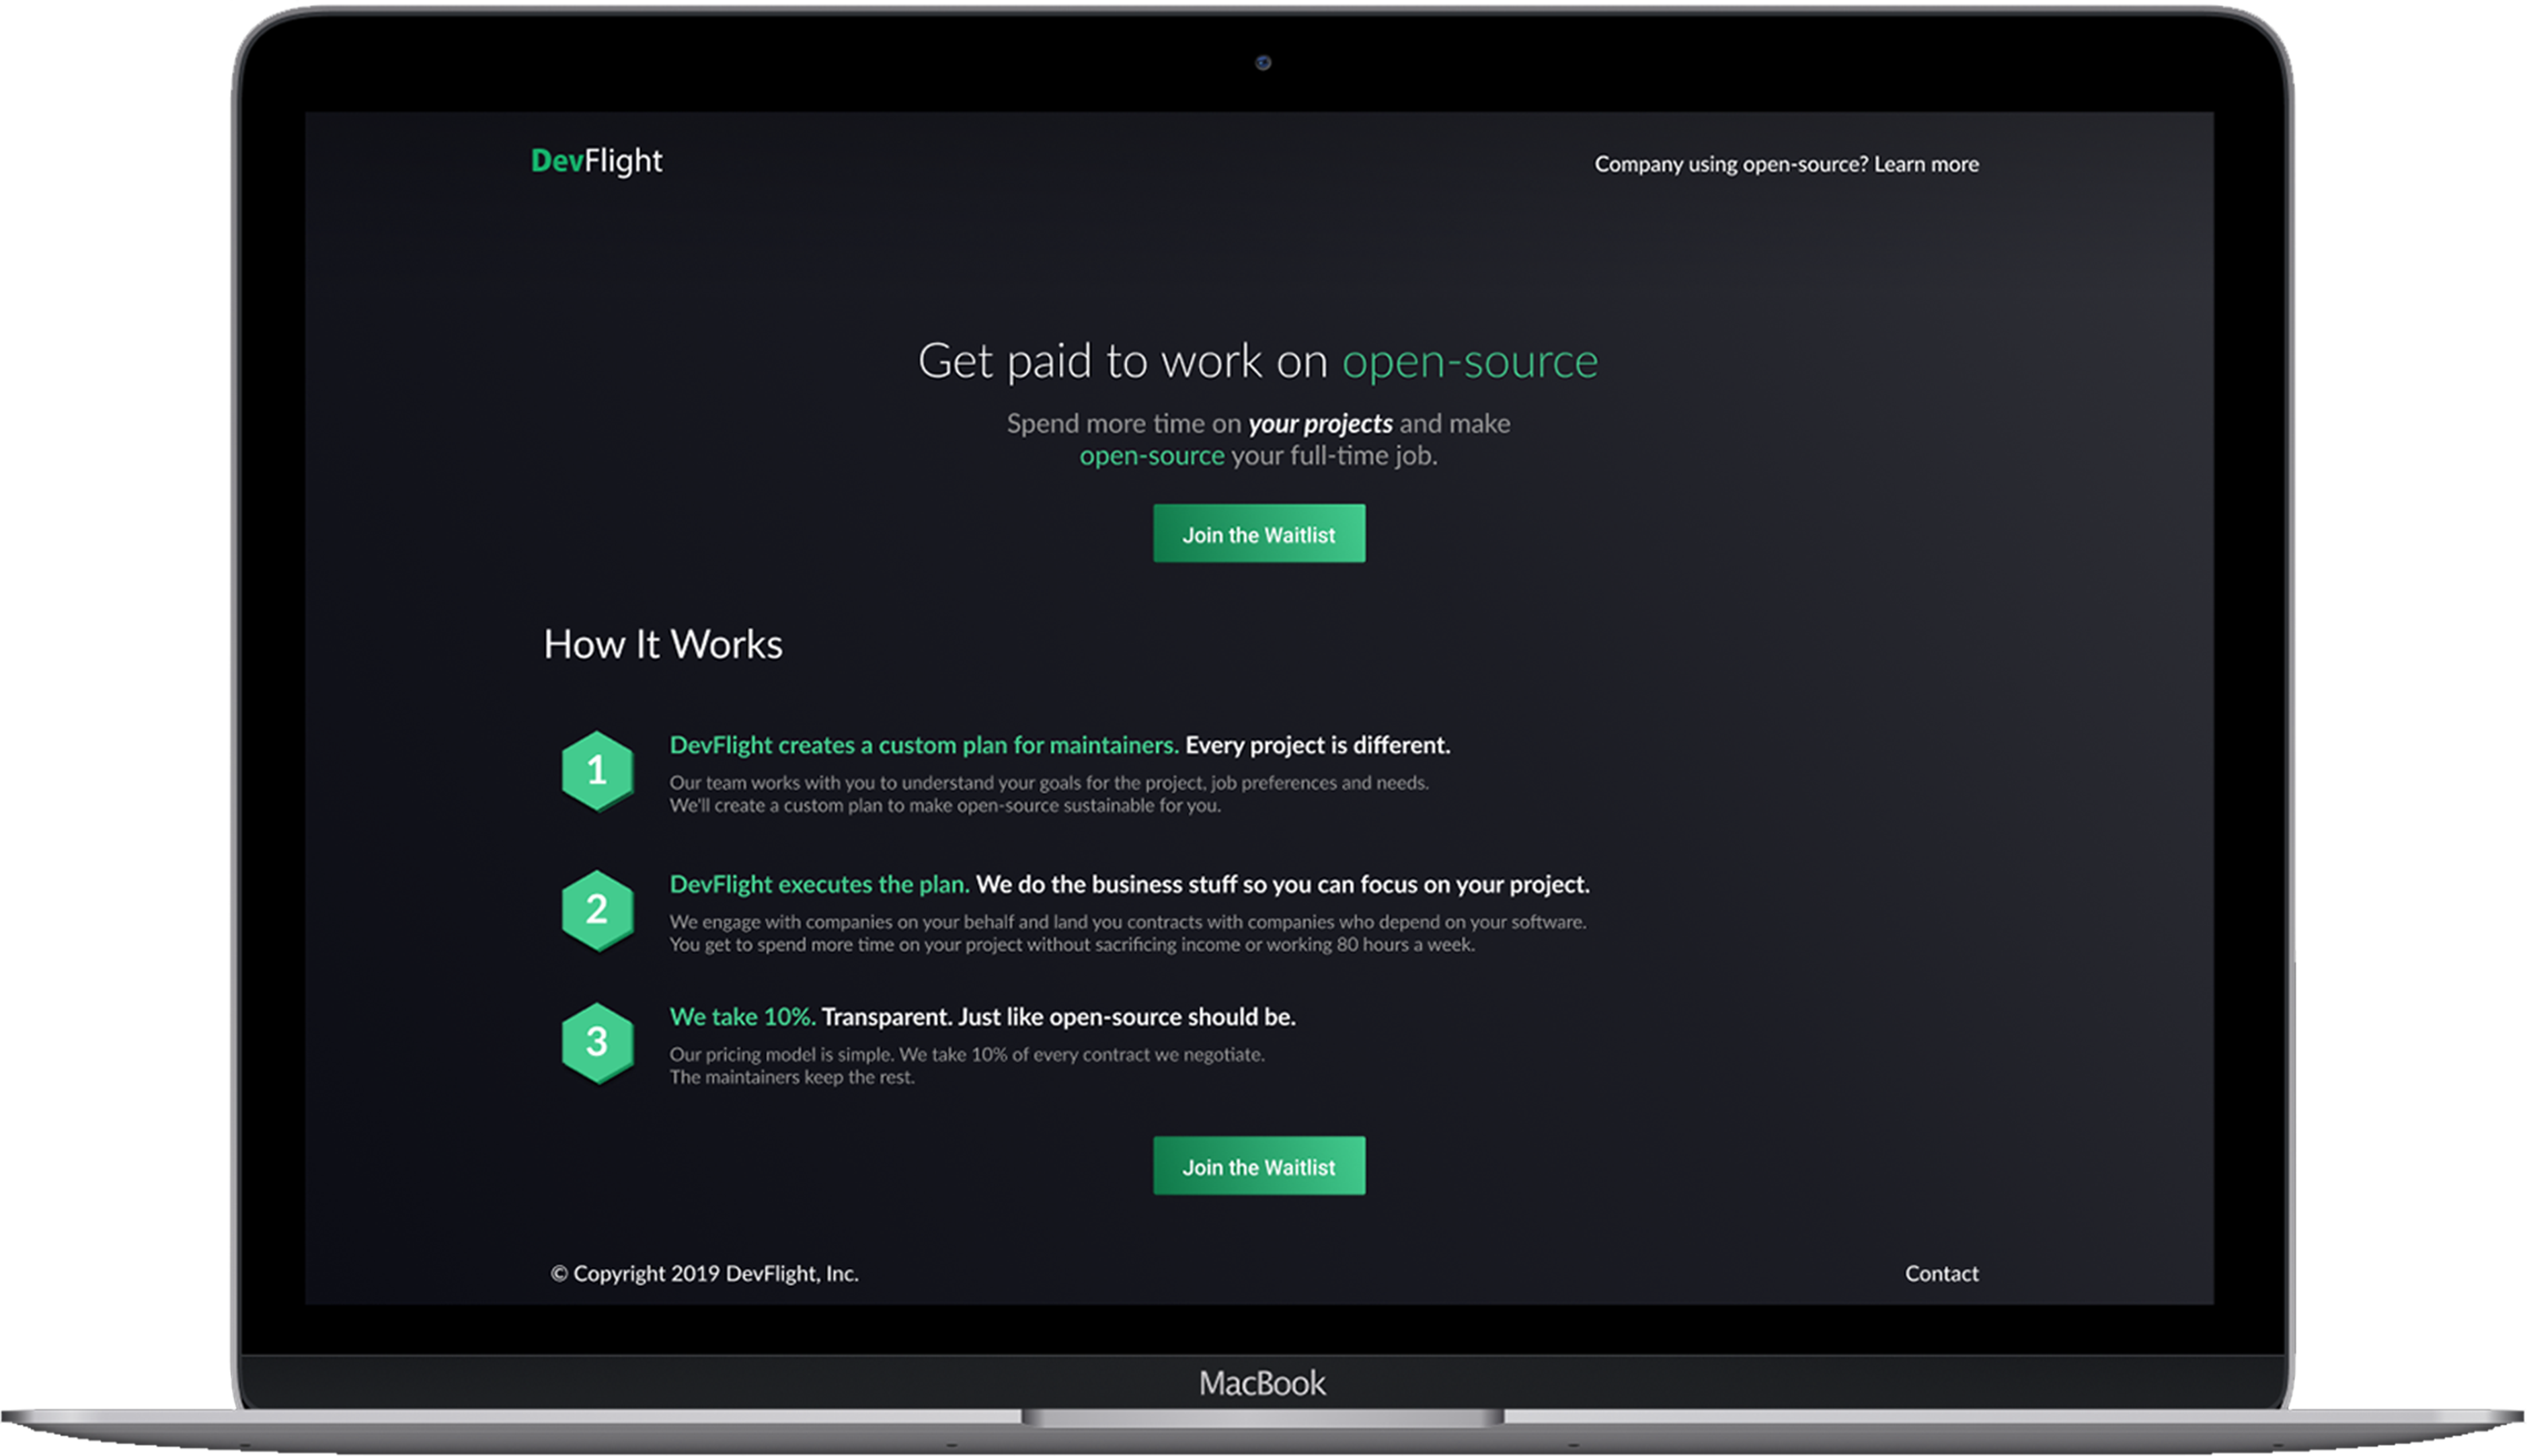 DevFlight
Company using open-source? Learn more
Get paid to work on open-source
Spend more time on your projects and make
open-source your full-time job.
Join the Waitlist
How It Works
1
DevFlight creates a custom plan for maintainers. Every project is different.
Our team works with you to understand your goals for the project, job preferences and needs.
We'll create a custom plan to make open-source sustainable for you.
2
DevFlight executes the plan. We do the business stuff so you can focus on your project.
We engage with companies on your behalf and land you contracts with companies who depend on your software.
You get to spend more time on your project without sacrificing income or working 80 hours a week.
3
We take 10%. Transparent. Just like open-source should be.
Our pricing model is simple. We take 10% of every contract we negotiate.
The maintainers keep the rest.
Join the Waitlist
© Copyright 2019 DevFlight, Inc.
Contact
MacBook